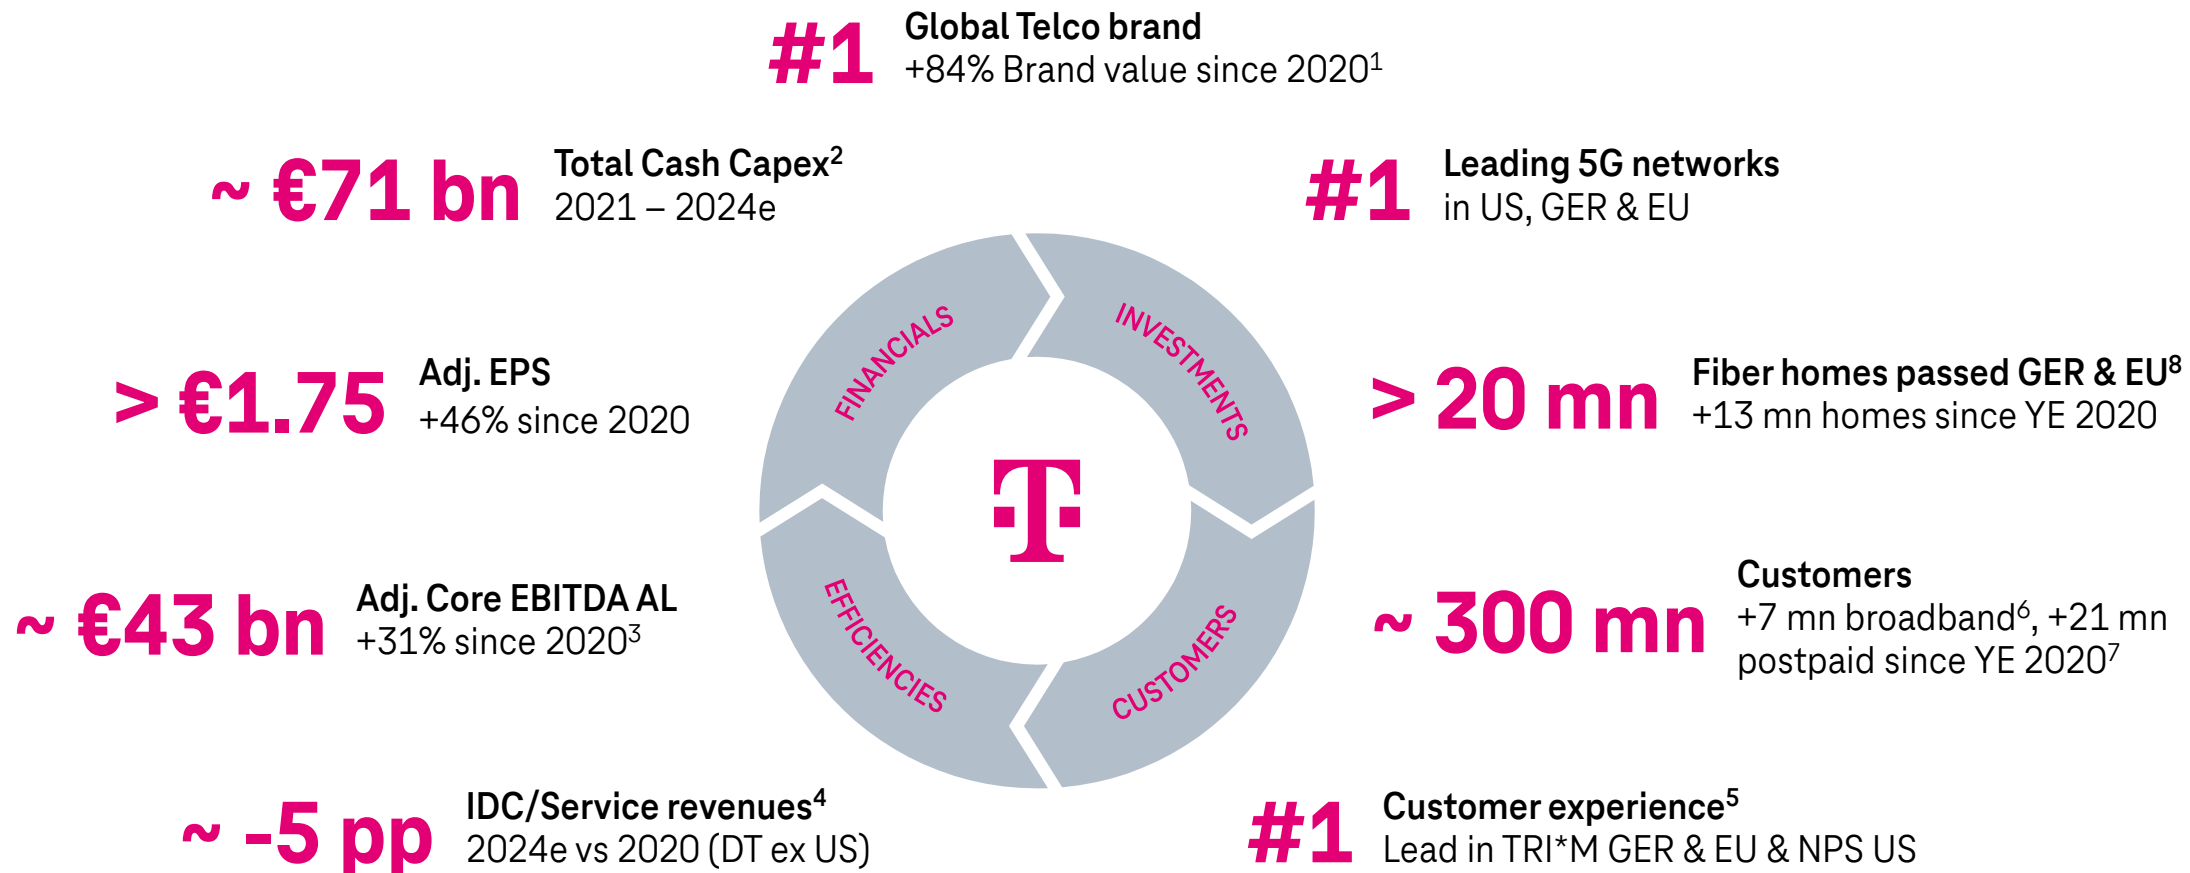 #1
Global Telco brand
+84% Brand value since 2020¹
~ €71 bn
Total Cash Capex²
2021 – 2024e
#1
Leading 5G networks
in US, GER & EU
FINANCIALS
INVESTMENTS
> €1.75
Adj. EPS
+46% since 2020
> 20 mn
Fiber homes passed GER & EU⁸
+13 mn homes since YE 2020
T
~ €43 bn
Adj. Core EBITDA AL
+31% since 2020³
EFFICIENCIES
CUSTOMERS
~ 300 mn
Customers
+7 mn broadband⁶, +21 mn
postpaid since YE 2020⁷
~ -5 pp
IDC/Service revenues⁴
2024e vs 2020 (DT ex US)
#1
Customer experience⁵
Lead in TRI*M GER & EU & NPS US